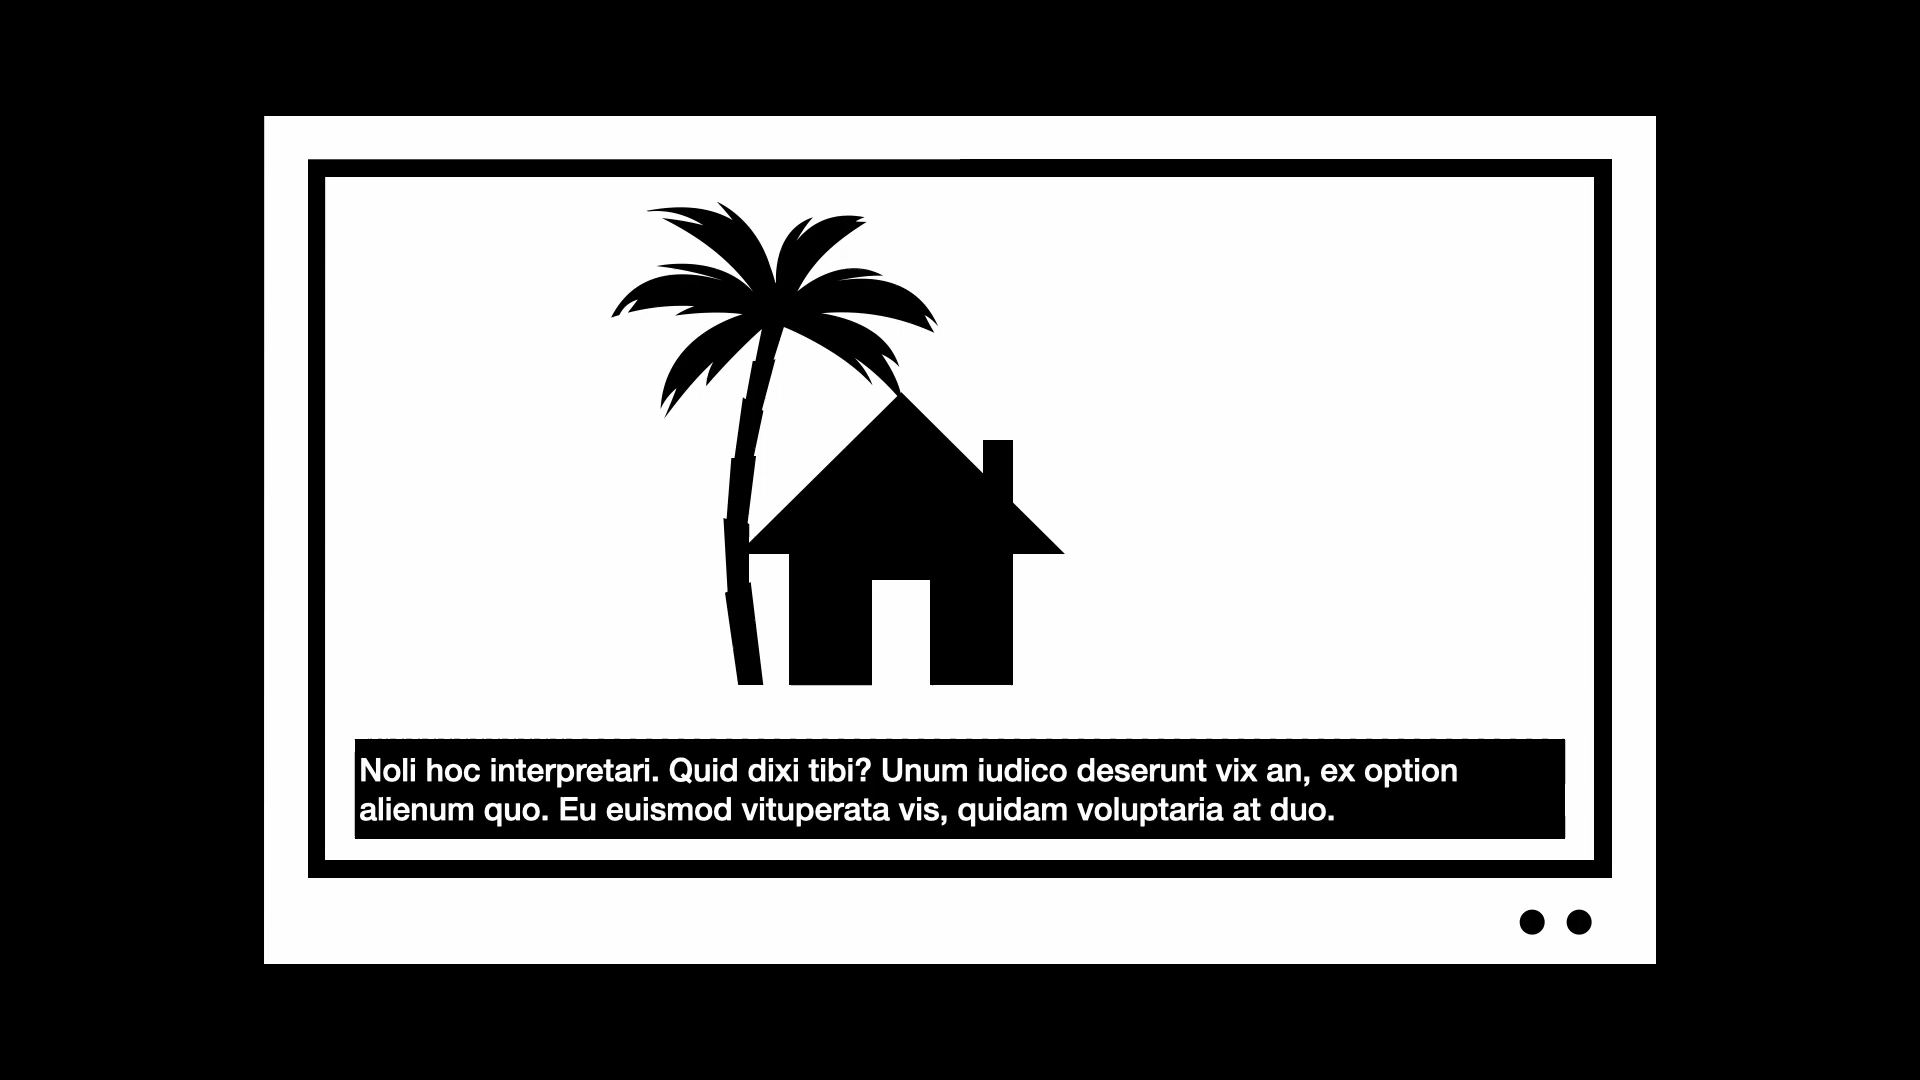 Noli hoc interpretari. Quid dixi tibi? Unum iudico deserunt vix an, ex option
alienum quo. Eu euismod vituperata vis, quidam voluptaria at duo.